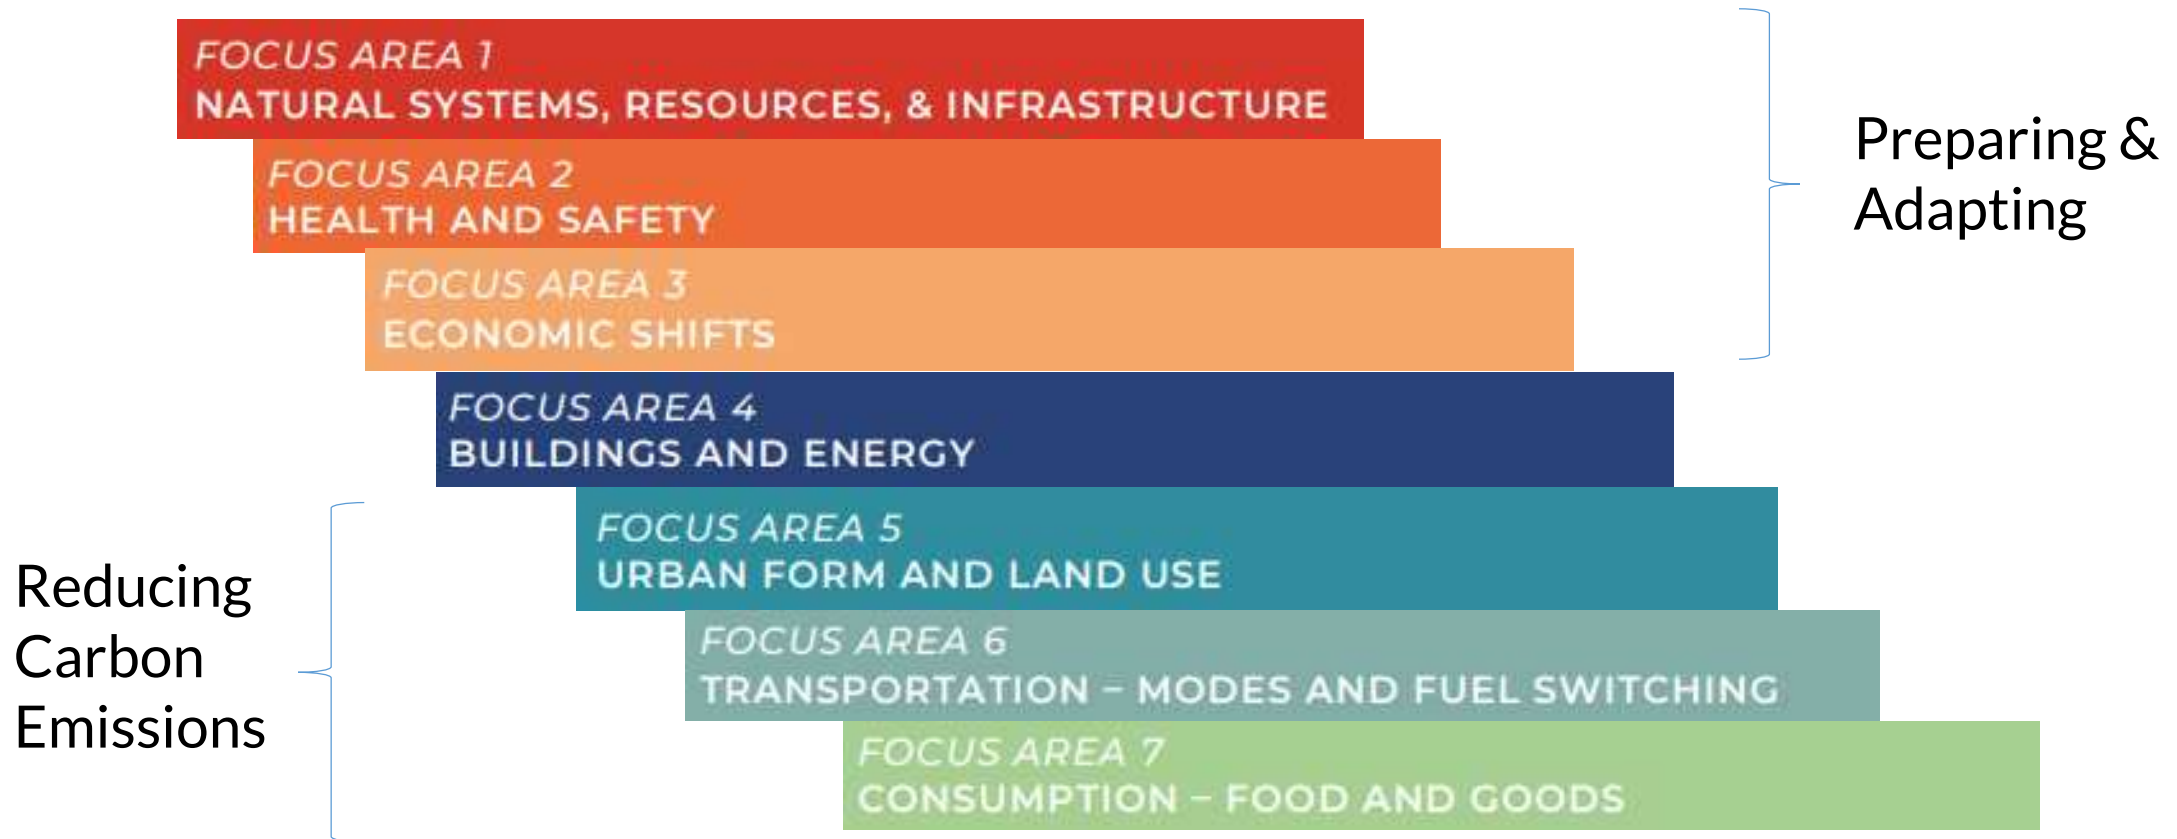 FOCUS AREA 1
NATURAL SYSTEMS, RESOURCES, & INFRASTRUCTURE
FOCUS AREA 2
HEALTH AND SAFETY
FOCUS AREA 3
ECONOMIC SHIFTS
Preparing &
Adapting
FOCUS AREA 4
BUILDINGS AND ENERGY
FOCUS AREA 5
URBAN FORM AND LAND USE
FOCUS AREA 6
TRANSPORTATION – MODES AND FUEL SWITCHING
FOCUS AREA 7
CONSUMPTION – FOOD AND GOODS
Reducing
Carbon
Emissions